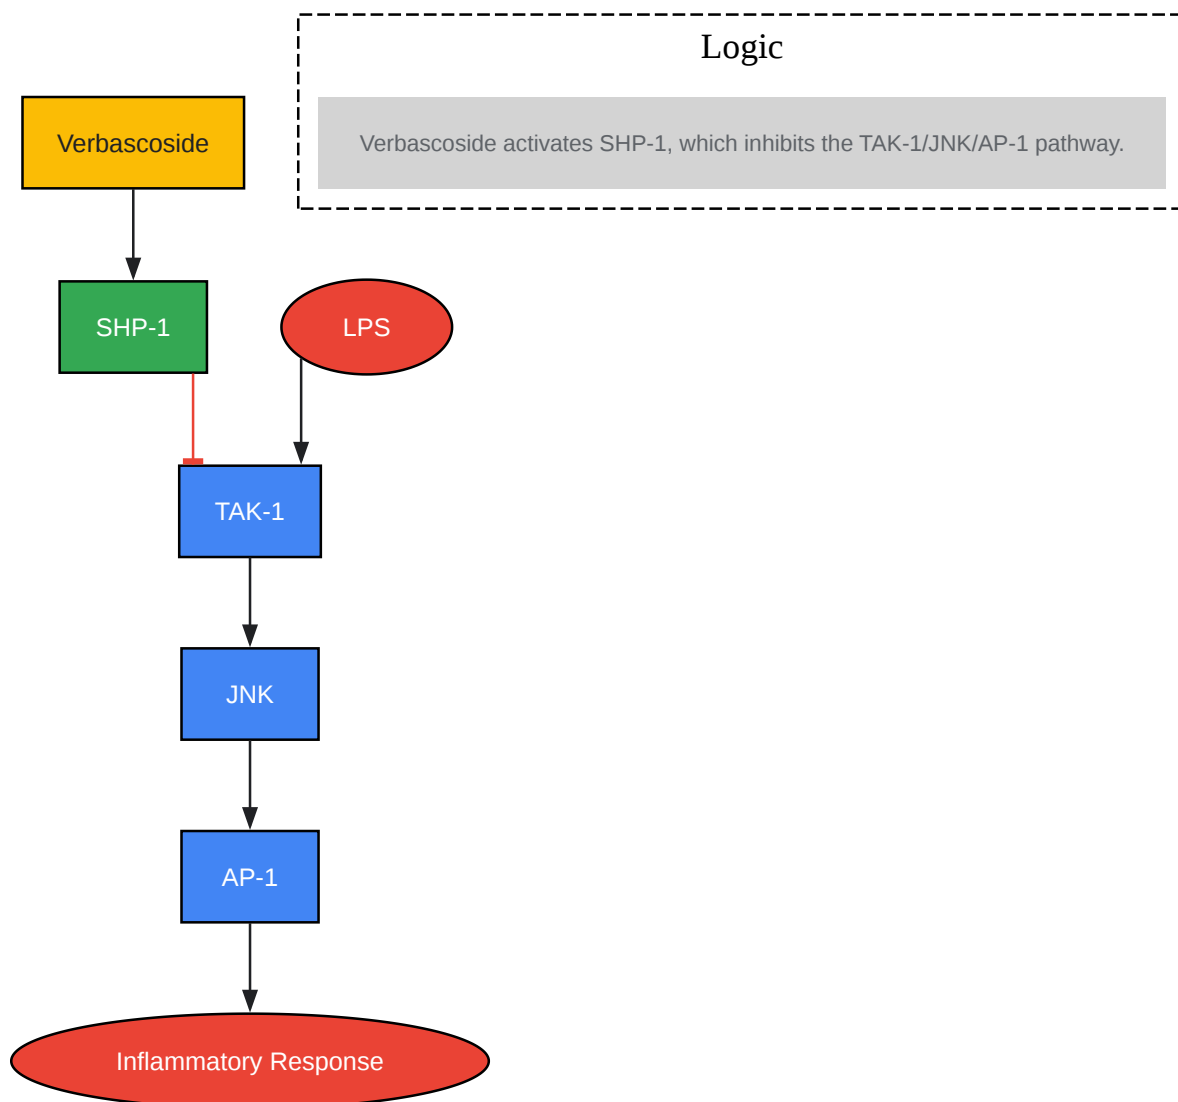 Logic
Verbascoside
Verbascoside activates SHP-1, which inhibits the TAK-1/JNK/AP-1 pathway.
SHP-1
LPS
TAK-1
JNK
AP-1
Inflammatory Response